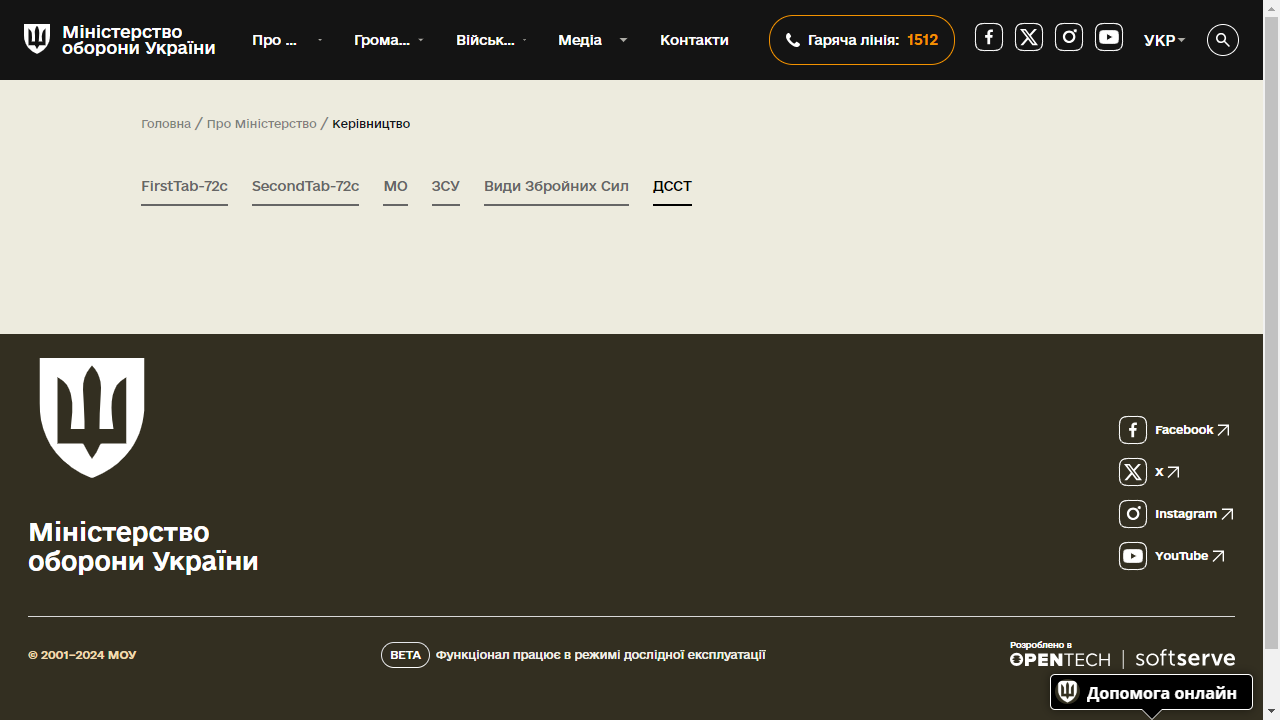 Міністерство
оборони України
Про ...
Грома...
Військ...
Медіа
Контакти
Гаряча лінія: 1512
УКР
Головна / Про Міністерство / Керівництво
FirstTab-72c
SecondTab-72c
МО
ЗСУ
Види Збройних Сил
ДССТ
Міністерство
оборони України
Facebook
X
Instagram
YouTube
© 2001–2024 МОУ
BETA Функціонал працює в режимі дослідної експлуатації
Розроблено в
OPENTECH | softserve
Допомога онлайн